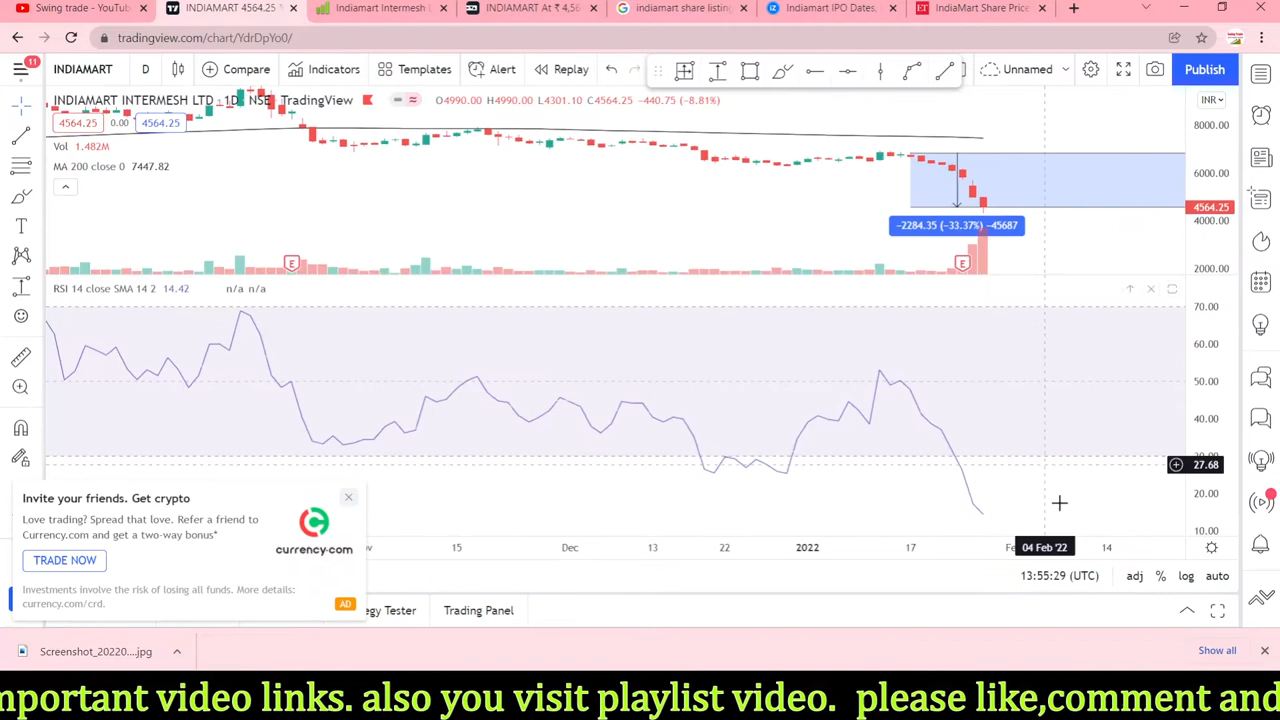 Swing trade - YouTub
INDIAMART 4564.25
Indiamart Intermesh L
INDIAMART At ₹ 4,56
indiamart share listing
Indiamart IPO Dates,
IndiaMart Share Price
tradingview.com/chart/YdrDpYo0/
11
INDIAMART
D
Compare
Indicators
Templates
Alert
Replay
Unnamed
Publish
INDIAMART INTERMESH LTD · 1D · NSE TradingView
O4990.00 H4990.00 L4301.10 C4564.25 −440.75 (−8.81%)
INR
4564.25
0.00
4564.25
Vol 1.482M
MA 200 close 0 7447.82
8000.00
6000.00
4564.25
4000.00
2000.00
−2284.35 (−33.37%) −45687
E
E
RSI 14 close SMA 14 2 14.42 n/a n/a
70.00
60.00
50.00
40.00
27.68
20.00
10.00
Invite your friends. Get crypto
Love trading? Spread that love. Refer a friend to
Currency.com and get a two-way bonus*
currency·com
TRADE NOW
Investments involve the risk of losing all funds. More details:
currency.com/crd.
AD
15
Dec
13
22
2022
17
04 Feb '22
14
13:55:29 (UTC)
adj
%
log
auto
egy Tester
Trading Panel
Screenshot_20220....jpg
Show all
mportant video links. also you visit playlist video. please like,comment and